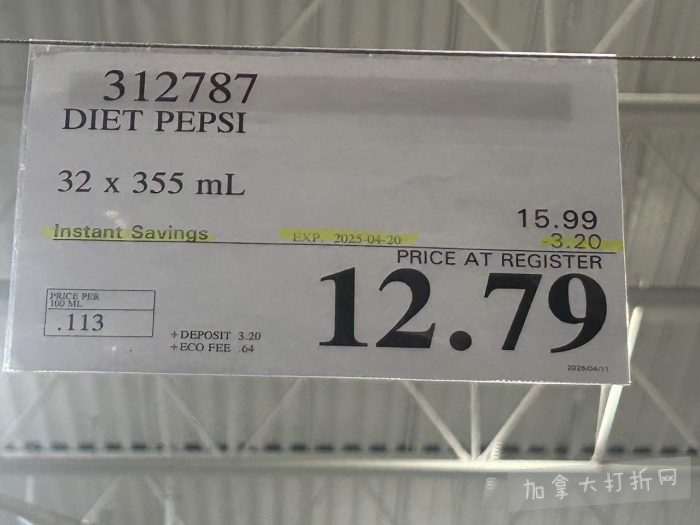 312787
DIET PEPSI
32 x 355 mL
15.99
Instant Savings EXP. 2025-04-20 -3.20
PRICE AT REGISTER
12.79
PRICE PER
100 ML
.113
+DEPOSIT 3.20
+ECO FEE .64
2025/04/11
加拿大打折网